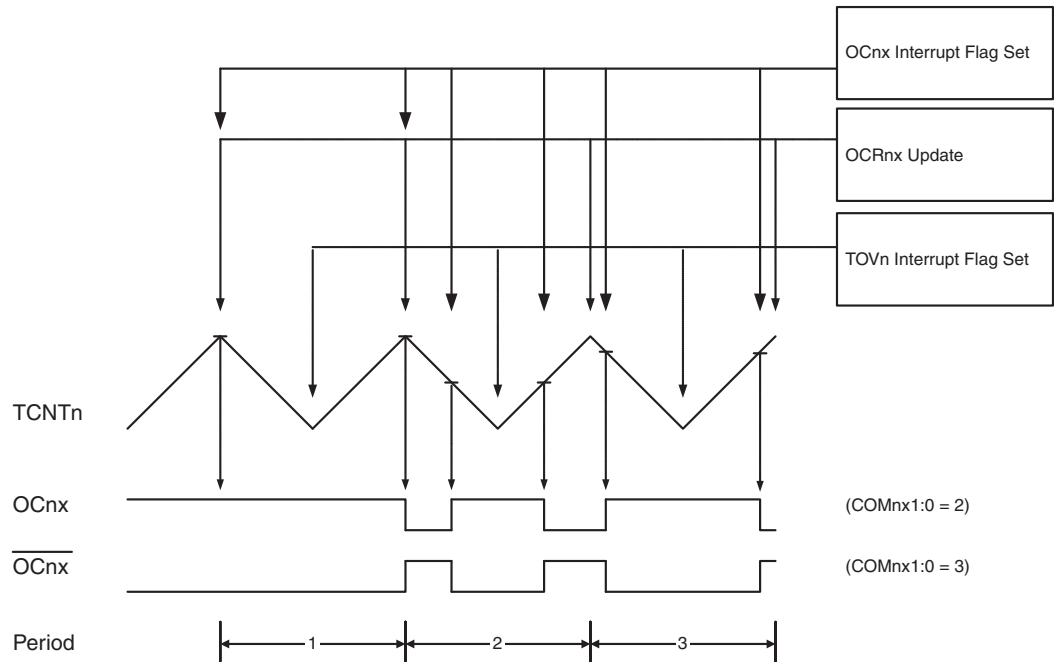 OCnx Interrupt Flag Set
OCRnx Update
TOVn Interrupt Flag Set
TCNTn
OCnx
(COMnx1:0 = 2)
OCnx
(COMnx1:0 = 3)
Period
1
2
3